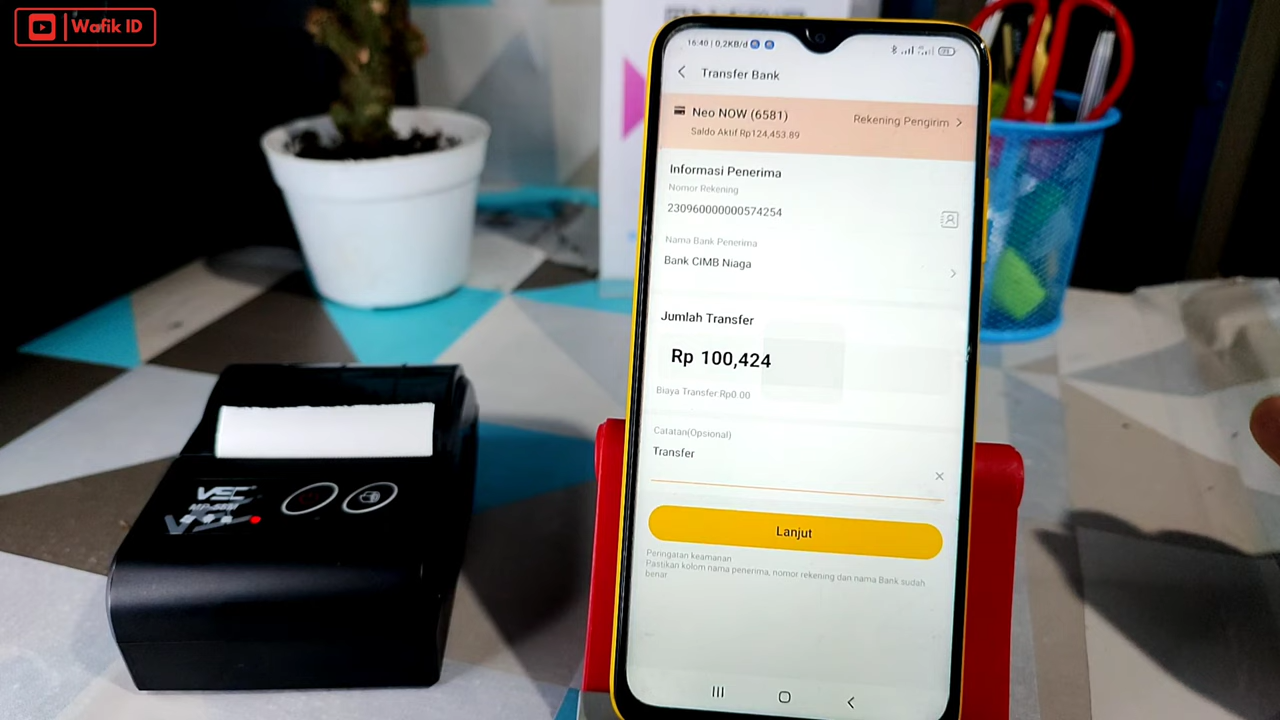 Wafik ID
16:40 | 0,2KB/d
Transfer Bank
Neo NOW (6581)
Rekening Pengirim
Saldo Aktif Rp124,453.89
Informasi Penerima
Nomor Rekening
230960000000574254
Nama Bank Penerima
Bank CIMB Niaga
Jumlah Transfer
Rp 100,424
Biaya Transfer:Rp0.00
Catatan(Opsional)
Transfer
Lanjut
Peringatan keamanan
Pastikan kolom nama penerima, nomor rekening dan nama Bank sudah
benar
VSC